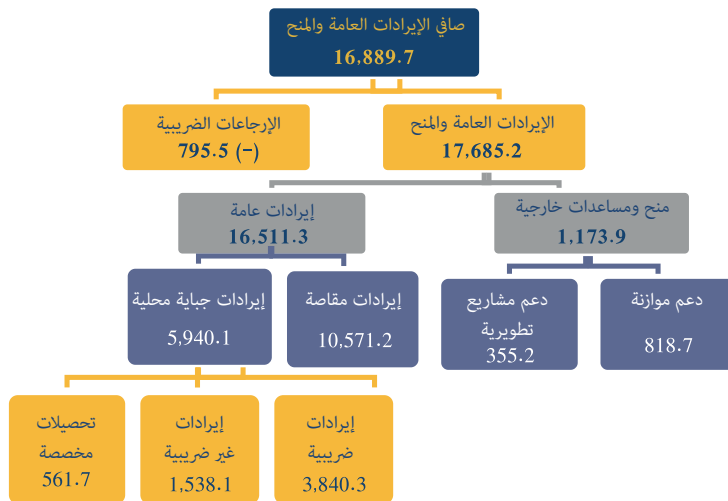 صافي الإيرادات العامة والمنح
16,889.7
الإيرادات العامة والمنح
17,685.2
الإرجاعات الضريبية
795.5 (-)
منح ومساعدات خارجية
1,173.9
إيرادات عامة
16,511.3
دعم موازنة
818.7
دعم مشاريع
تطويرية
355.2
إيرادات مقاصة
10,571.2
إيرادات جباية محلية
5,940.1
إيرادات
ضريبية
3,840.3
إيرادات
غير ضريبية
1,538.1
تحصيلات
مخصصة
561.7